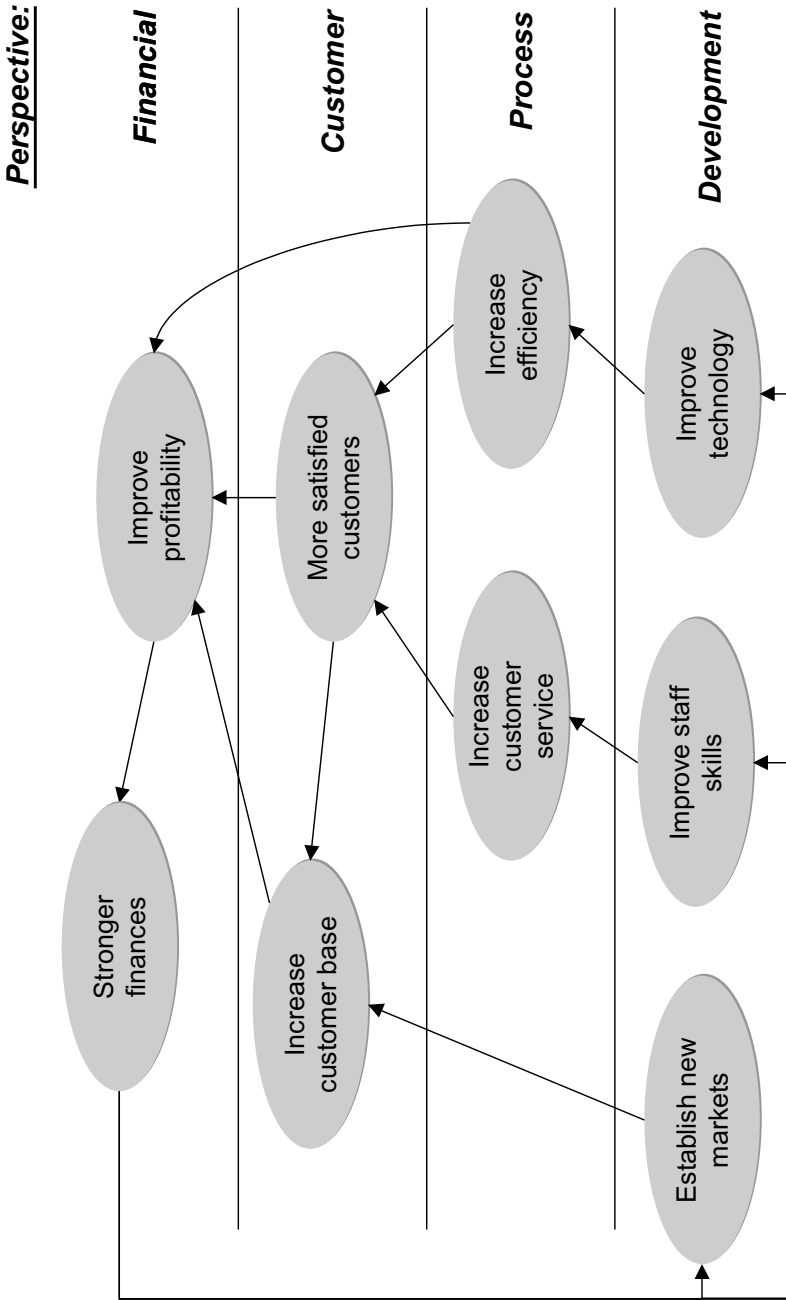 Perspective:
Financial
Stronger
finances
Improve
profitability
Customer
Increase
customer base
More satisfied
customers
Process
Increase
customer
service
Increase
efficiency
Development
Establish new
markets
Improve staff
skills
Improve
technology